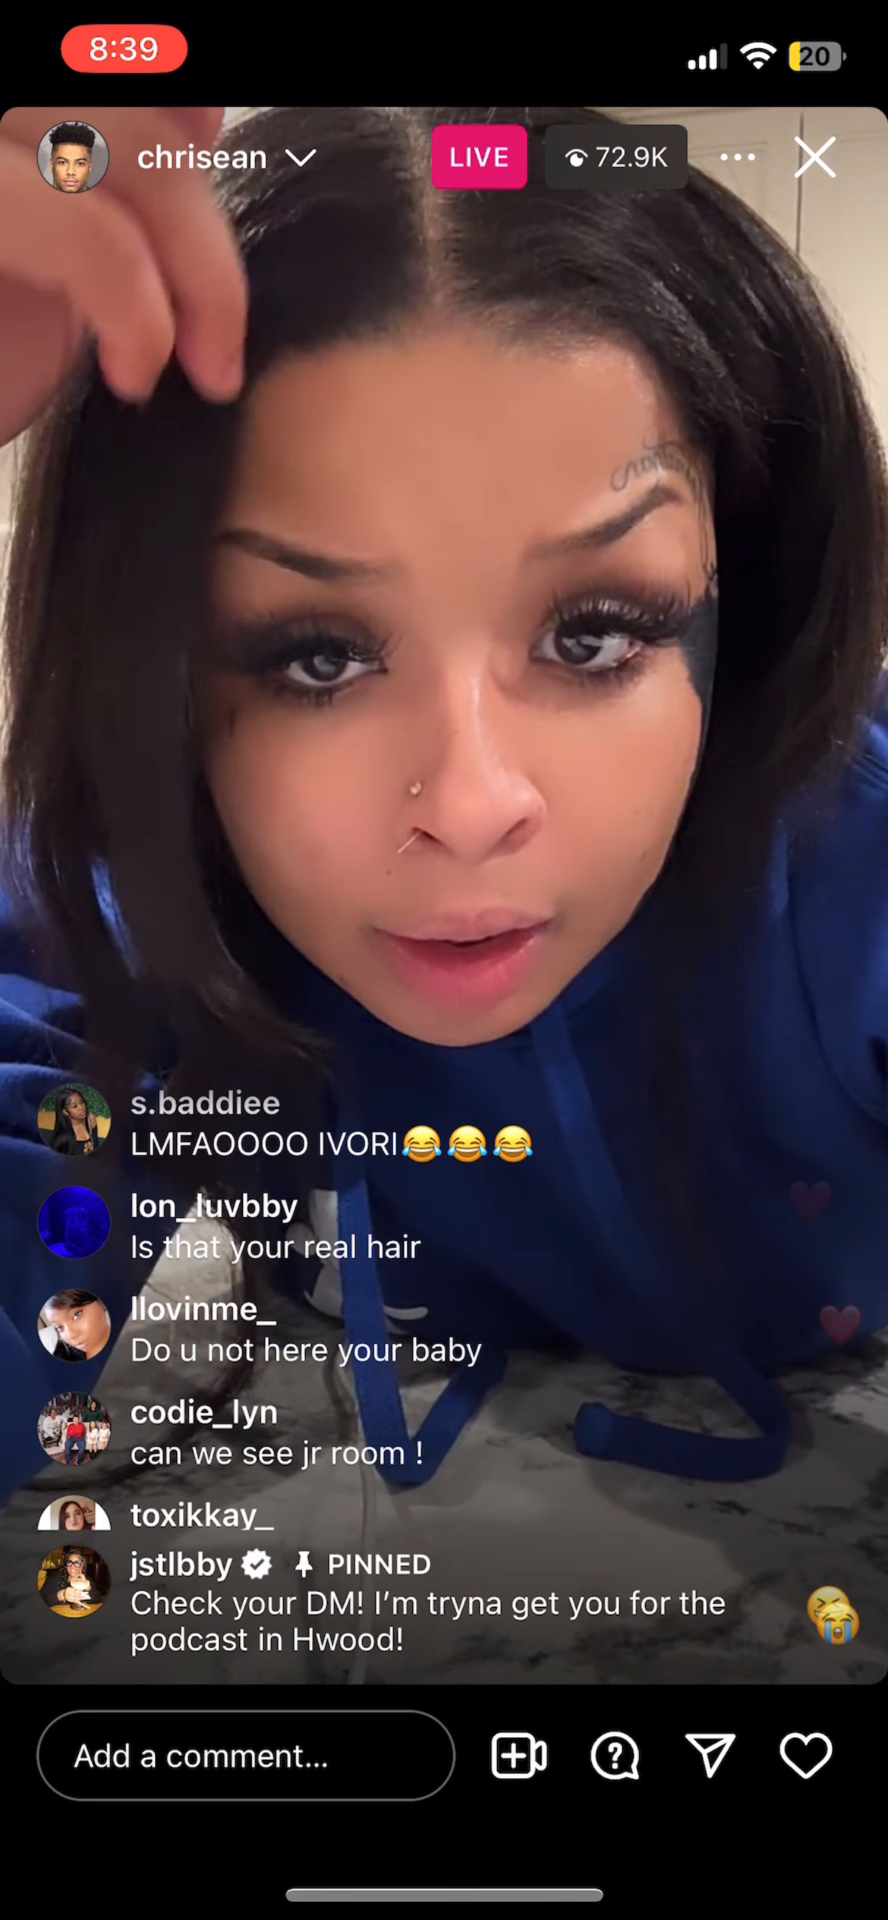 8:39
20
chrisean
LIVE
72.9K
s.baddiee
LMFAOOOO IVORI😂😂😂
lon_luvbby
Is that your real hair
llovinme_
Do u not here your baby
codie_lyn
can we see jr room !
toxikkay_
jstlbby PINNED
Check your DM! I'm tryna get you for the
podcast in Hwood!
Add a comment...